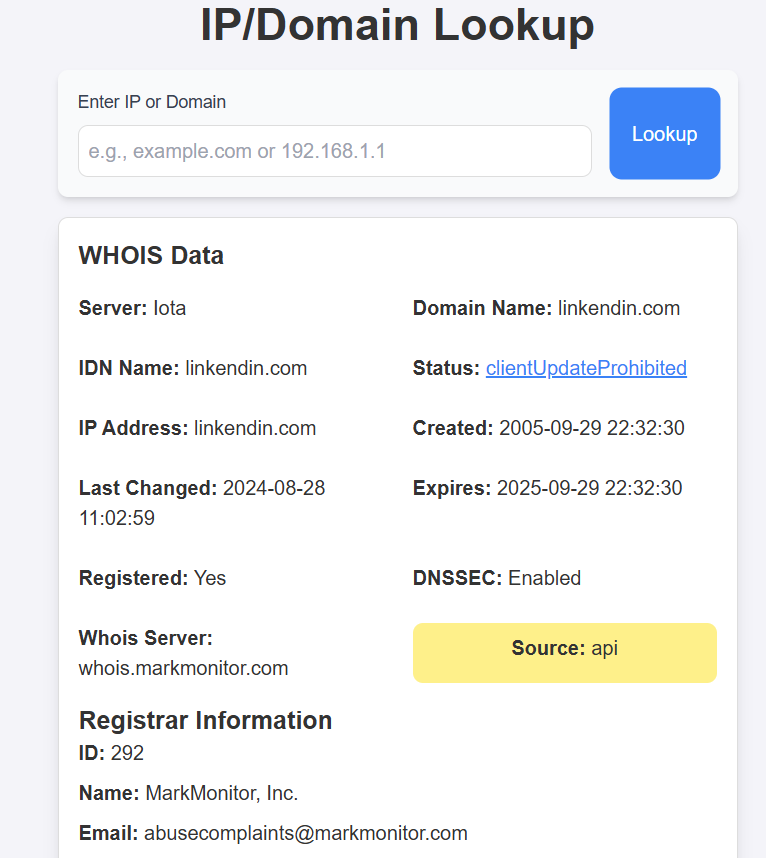 IP/Domain Lookup
Enter IP or Domain
e.g., example.com or 192.168.1.1
Lookup
WHOIS Data
Server: Iota
Domain Name: linkendin.com
IDN Name: linkendin.com
Status: clientUpdateProhibited
IP Address: linkendin.com
Created: 2005-09-29 22:32:30
Last Changed: 2024-08-28
11:02:59
Expires: 2025-09-29 22:32:30
Registered: Yes
DNSSEC: Enabled
Whois Server:
whois.markmonitor.com
Source: api
Registrar Information
ID: 292
Name: MarkMonitor, Inc.
Email: abusecomplaints@markmonitor.com